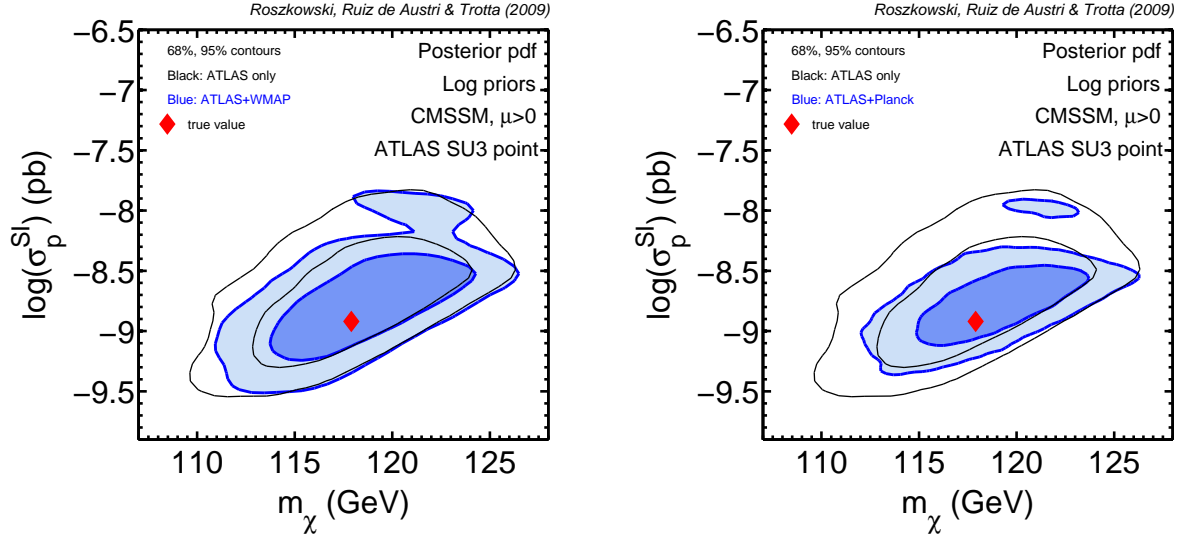 Roszkowski, Ruiz de Austri & Trotta (2009)
68%, 95% contours
Black: ATLAS only
Blue: ATLAS+WMAP
true value
Posterior pdf
Log priors
CMSSM, μ>0
ATLAS SU3 point
−6.5
−7
−7.5
−8
−8.5
−9
−9.5
log(σ_p^SI) (pb)
110 115 120 125
m_χ (GeV)
Roszkowski, Ruiz de Austri & Trotta (2009)
68%, 95% contours
Black: ATLAS only
Blue: ATLAS+Planck
true value
Posterior pdf
Log priors
CMSSM, μ>0
ATLAS SU3 point
−6.5
−7
−7.5
−8
−8.5
−9
−9.5
log(σ_p^SI) (pb)
110 115 120 125
m_χ (GeV)